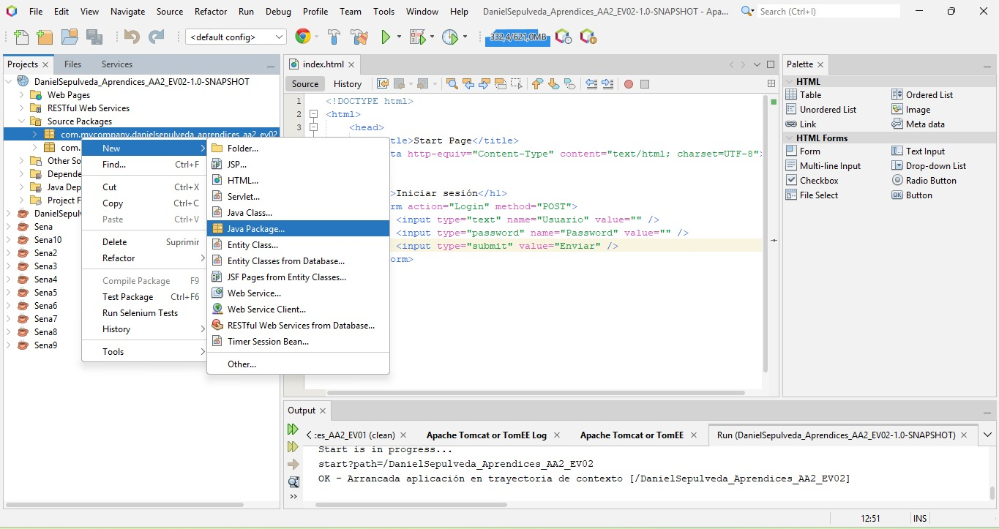 File Edit View Navigate Source Refactor Run Debug Profile Team Tools Window Help DanielSepulveda_Aprendices_AA2_EV02-1.0-SNAPSHOT - Apa... Search (Ctrl+I)
<default config> 332,4/621,0MB
Projects Files Services
DanielSepulveda_Aprendices_AA2_EV02-1.0-SNAPSHOT
Web Pages
RESTful Web Services
Source Packages
com.mycompany.danielsepulveda_aprendices_aa2_ev02
com.
Other So
Depende
Java Dep
Project F
DanielSepulv
Sena
Sena10
Sena2
Sena3
Sena4
Sena5
Sena6
Sena7
Sena8
Sena9
New
Find... Ctrl+F
Cut Ctrl+X
Copy Ctrl+C
Paste Ctrl+V
Delete Suprimir
Refactor
Compile Package F9
Test Package Ctrl+F6
Run Selenium Tests
History
Tools
Folder...
JSP...
HTML...
Servlet...
Java Class...
Java Package...
Entity Class...
Entity Classes from Database...
JSF Pages from Entity Classes...
Web Service...
Web Service Client...
RESTful Web Services from Database...
Timer Session Bean...
Other...
index.html
Source History
1 <!DOCTYPE html>
2 <html>
3 <head>
tle>Start Page</title>
ta http-equiv="Content-Type" content="text/html; charset=UTF-8">
>Iniciar sesión</h1>
rm action="Login" method="POST">
<input type="text" name="Usuario" value="" />
<input type="password" name="Password" value="" />
<input type="submit" value="Enviar" />
orm>
Palette
HTML
Table Ordered List
Unordered List Image
Link Meta data
HTML Forms
Form Text Input
Multi-line Input Drop-down List
Checkbox Radio Button
File Select Button
Output
:es_AA2_EV01 (clean) Apache Tomcat or TomEE Log Apache Tomcat or TomEE Run (DanielSepulveda_Aprendices_AA2_EV02-1.0-SNAPSHOT)
Start is in progress...
start?path=/DanielSepulveda_Aprendices_AA2_EV02
OK - Arrancada aplicación en trayectoria de contexto [/DanielSepulveda_Aprendices_AA2_EV02]
12:51 INS